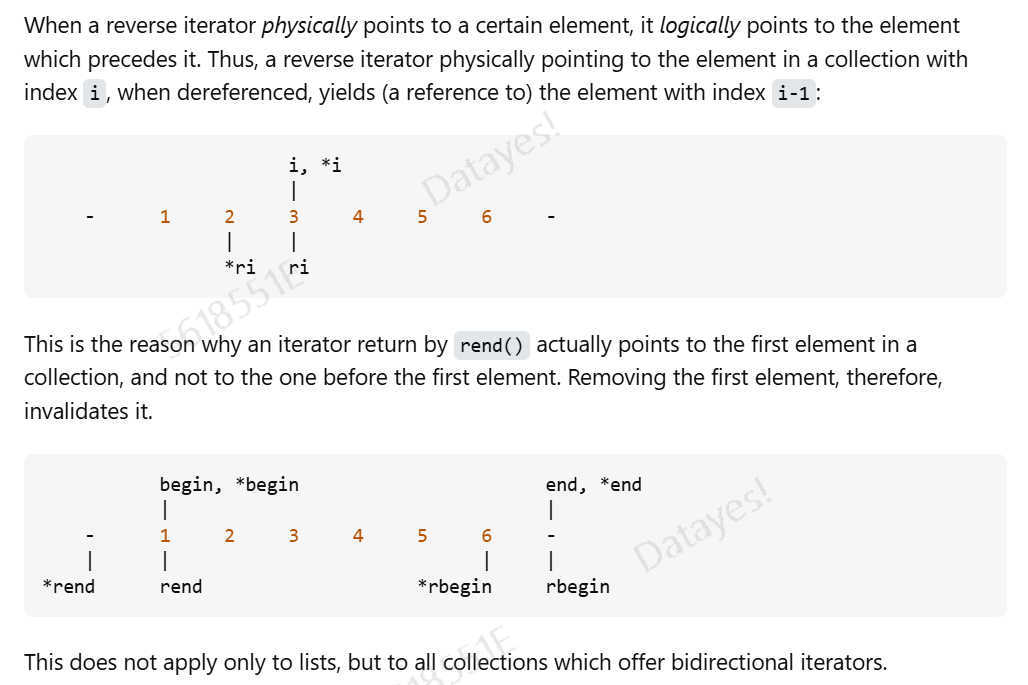 When a reverse iterator physically points to a certain element, it logically points to the element
which precedes it. Thus, a reverse iterator physically pointing to the element in a collection with
index i, when dereferenced, yields (a reference to) the element with index i-1:
i, *i
|
- 1 2 3 4 5 6 -
| |
*ri ri
This is the reason why an iterator return by rend() actually points to the first element in a
collection, and not to the one before the first element. Removing the first element, therefore,
invalidates it.
begin, *begin end, *end
| |
- 1 2 3 4 5 6 -
| | | |
*rend rend *rbegin rbegin
This does not apply only to lists, but to all collections which offer bidirectional iterators.
Datayes!
5618551E
Datayes!